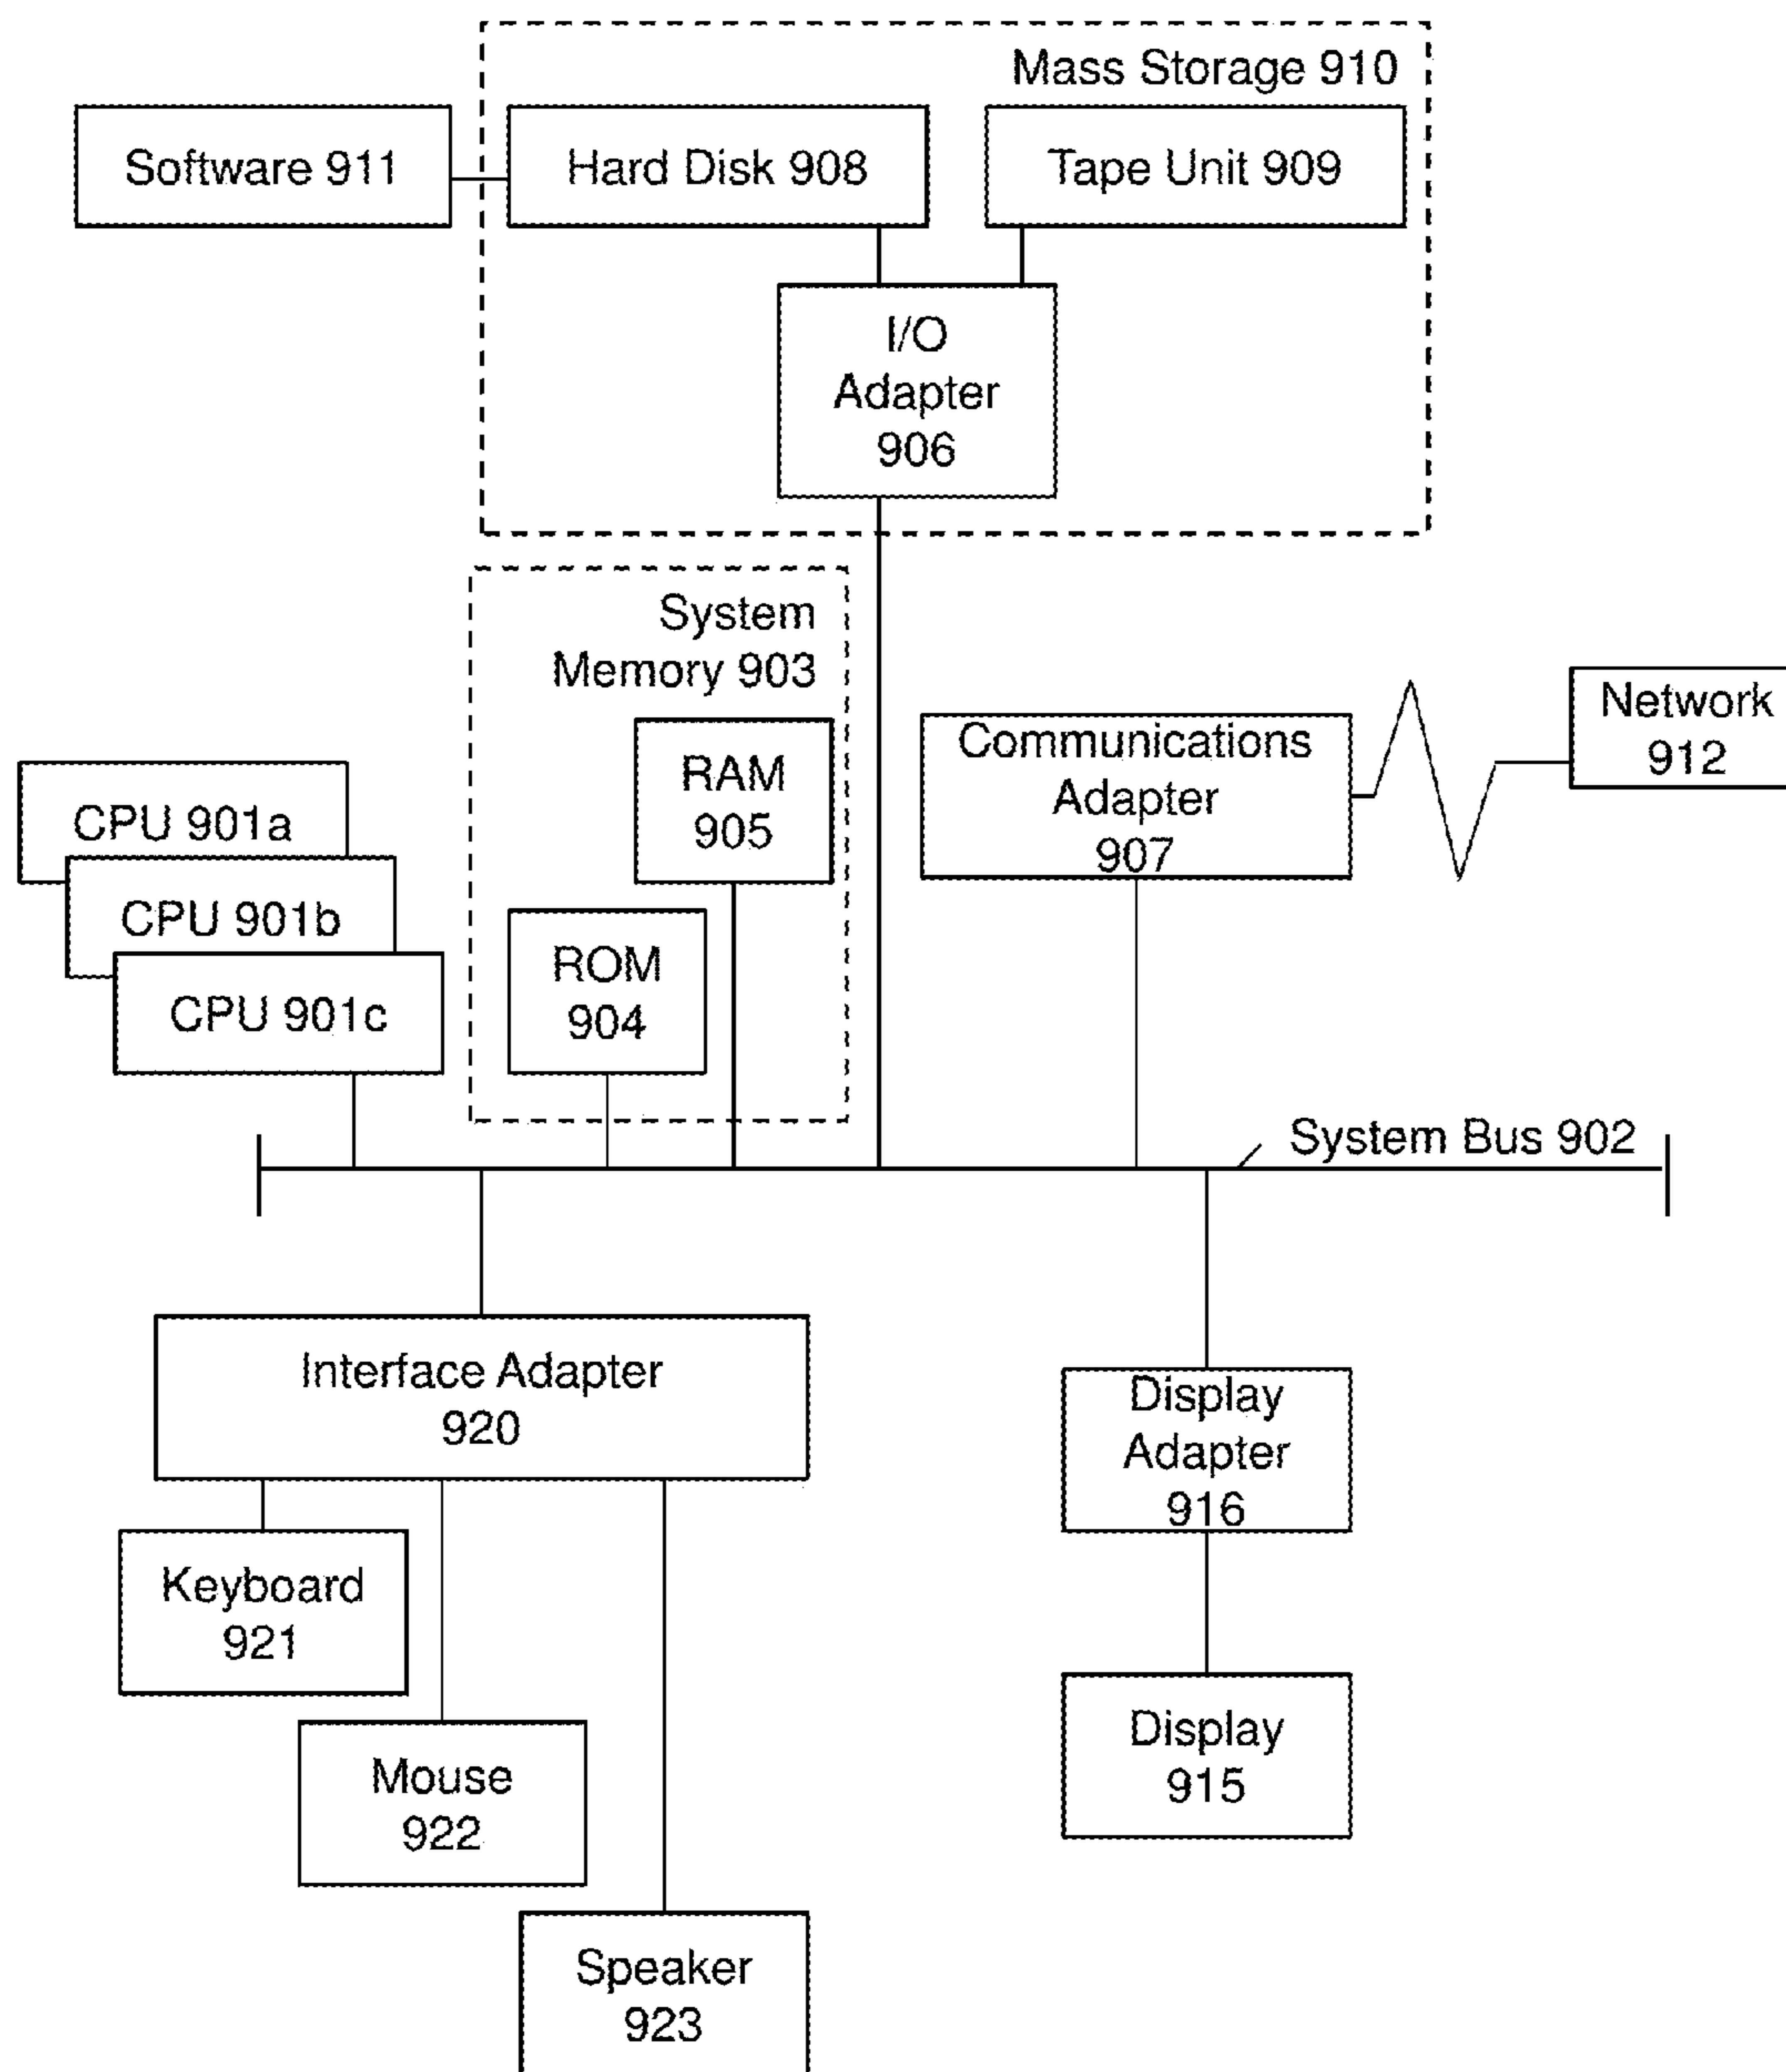 Mass Storage 910
Software 911
Hard Disk 908
Tape Unit 909
I/O
Adapter
906
System
Memory 903
RAM
905
ROM
904
Communications
Adapter
907
Network
912
CPU 901a
CPU 901b
CPU 901c
System Bus 902
Interface Adapter
920
Display
Adapter
916
Keyboard
921
Mouse
922
Display
915
Speaker
923